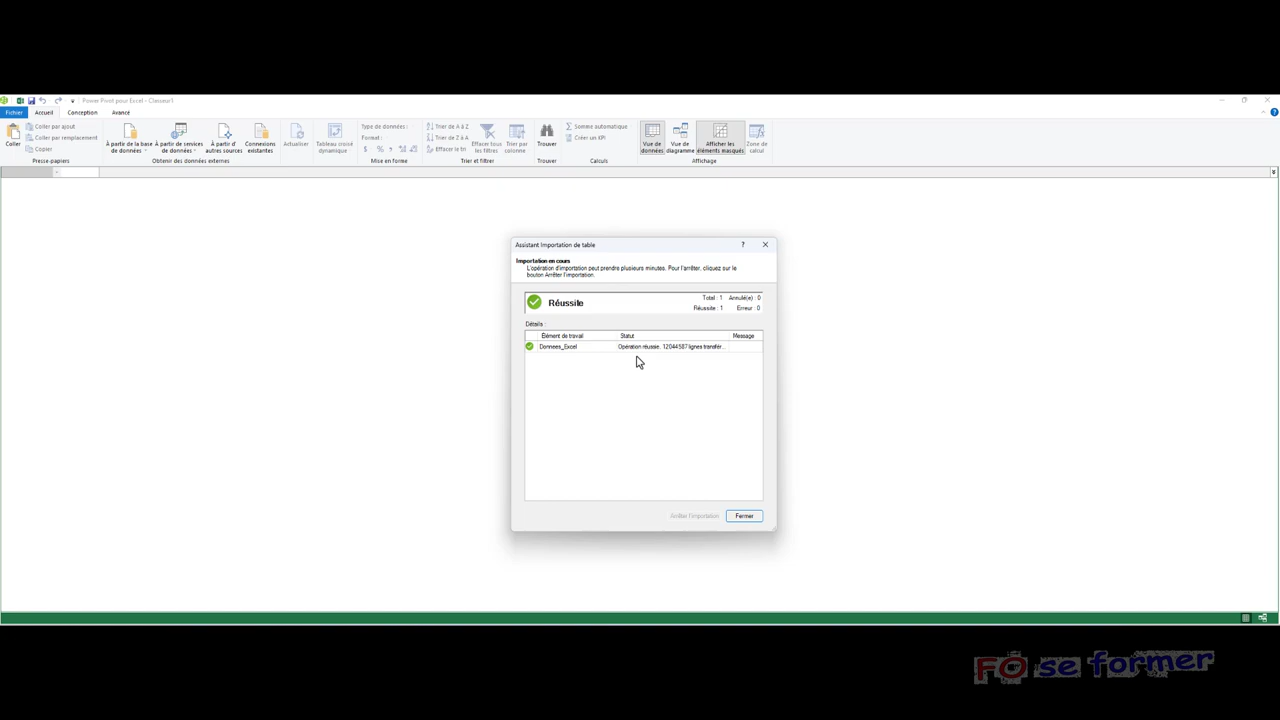 Power Pivot pour Excel - Classeur1
Fichier Accueil Conception Avancé
Coller
Coller par ajout
Coller par remplacement
Copier
Presse-papiers
À partir de la base de données
À partir de services de données
À partir d'autres sources
Connexions existantes
Obtenir des données externes
Actualiser
Tableau croisé dynamique
Type de données :
Format :
$ % ,
Mise en forme
Trier de A à Z
Trier de Z à A
Effacer le tri
Effacer tous les filtres
Trier par colonne
Trier et filtrer
Trouver
Trouver
Somme automatique
Créer un KPI
Calculs
Vue de données
Vue de diagramme
Afficher les éléments masqués
Zone de calcul
Affichage
Assistant Importation de table
Importation en cours
L'opération d'importation peut prendre plusieurs minutes. Pour l'arrêter, cliquez sur le
bouton Arrêter l'importation.
Réussite
Total : 1 Annulé(e) : 0
Réussite : 1 Erreur : 0
Détails :
Élément de travail Statut Message
Donnees_Excel Opération réussie. 12044587 lignes transfér...
Arrêter l'importation Fermer
FO se former